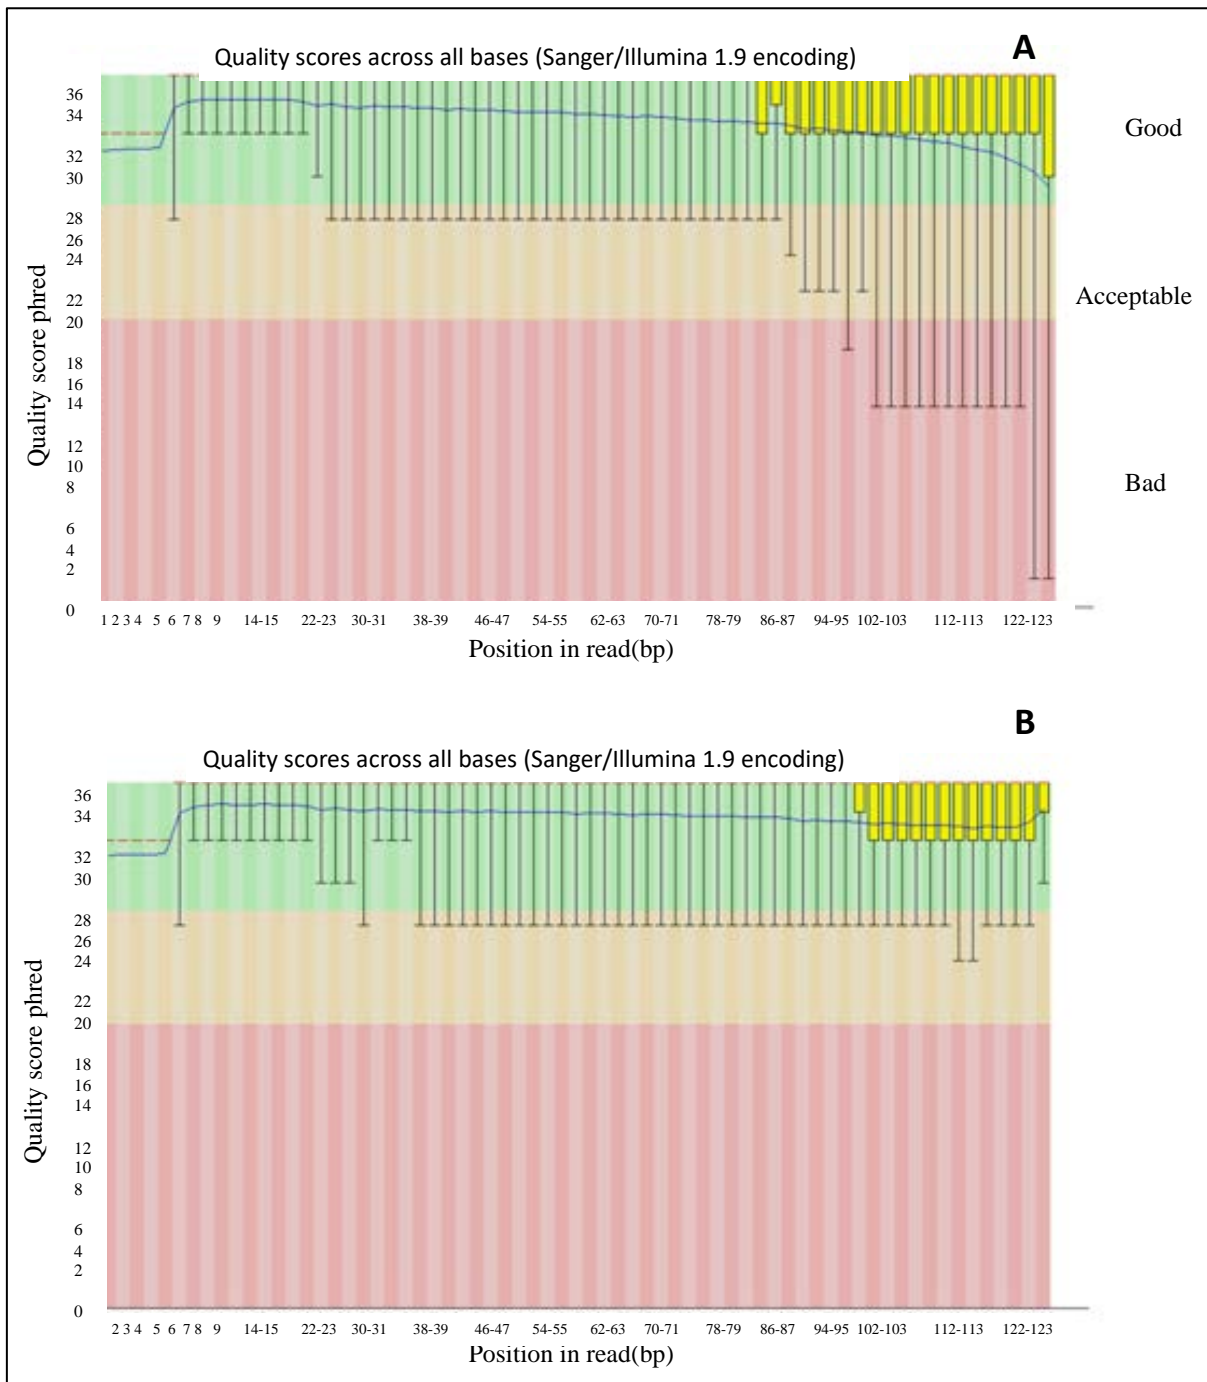 A
Quality scores across all bases (Sanger/Illumina 1.9 encoding)
36
34
32
30
28
26
24
22
20
18
16
14
12
10
8
6
4
2
0
Quality score phred
Good
Acceptable
Bad
1 2 3 4 5 6 7 8 9 14-15 22-23 30-31 38-39 46-47 54-55 62-63 70-71 78-79 86-87 94-95 102-103 112-113 122-123
Position in read(bp)
B
Quality scores across all bases (Sanger/Illumina 1.9 encoding)
36
34
32
30
28
26
24
22
20
18
16
14
12
10
8
6
4
2
0
Quality score phred
2 3 4 5 6 7 8 9 14-15 22-23 30-31 38-39 46-47 54-55 62-63 70-71 78-79 86-87 94-95 102-103 112-113 122-123
Position in read(bp)